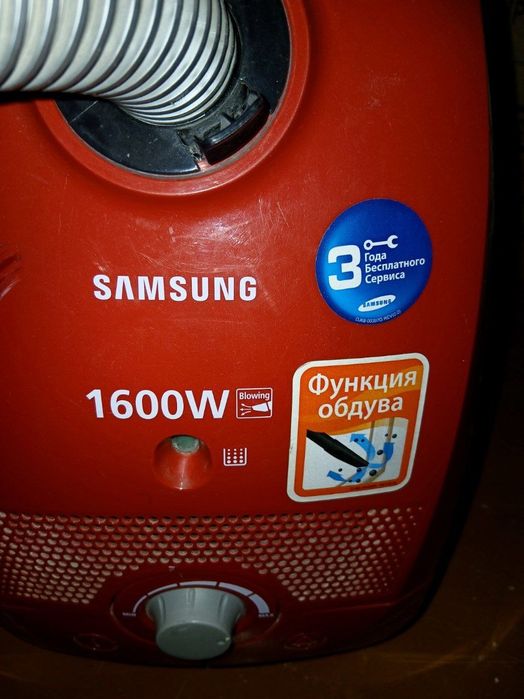 3 Года
Бесплатного
Сервиса
SAMSUNG
SAMSUNG
1600W
Blowing
Функция
обдува